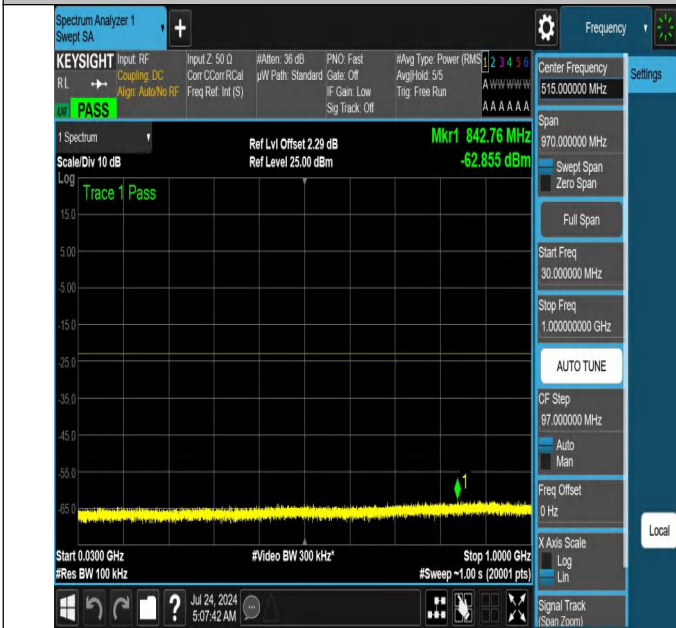 Spectrum Analyzer 1
Swept SA
+
Frequency
KEYSIGHT
RL
PASS
Input: RF
Coupling: DC
Align: Auto/No RF
Input Z: 50 Ω
Corr CCorr RCal
Freq Ref: Int (S)
#Atten: 36 dB
µW Path: Standard
PNO: Fast
Gate: Off
IF Gain: Low
Sig Track: Off
#Avg Type: Power (RMS
Avg|Hold: 5/5
Trig: Free Run
1 2 3 4 5 6
A W W W W W
A A A A A A
Center Frequency
515.000000 MHz
Settings
Span
970.000000 MHz
Swept Span
Zero Span
Full Span
Start Freq
30.000000 MHz
Stop Freq
1.000000000 GHz
AUTO TUNE
CF Step
97.000000 MHz
Auto
Man
Freq Offset
0 Hz
X Axis Scale
Log
Lin
Local
Signal Track
(Span Zoom)
1 Spectrum
Scale/Div 10 dB
Ref Lvl Offset 2.29 dB
Ref Level 25.00 dBm
Mkr1 842.76 MHz
-62.855 dBm
Log
Trace 1 Pass
15.0
5.00
-5.00
-15.0
-25.0
-35.0
-45.0
-55.0
1
-65.0
Start 0.0300 GHz
#Video BW 300 kHz*
Stop 1.0000 GHz
#Res BW 100 kHz
#Sweep ~1.00 s (20001 pts)
?
Jul 24, 2024
5:07:42 AM